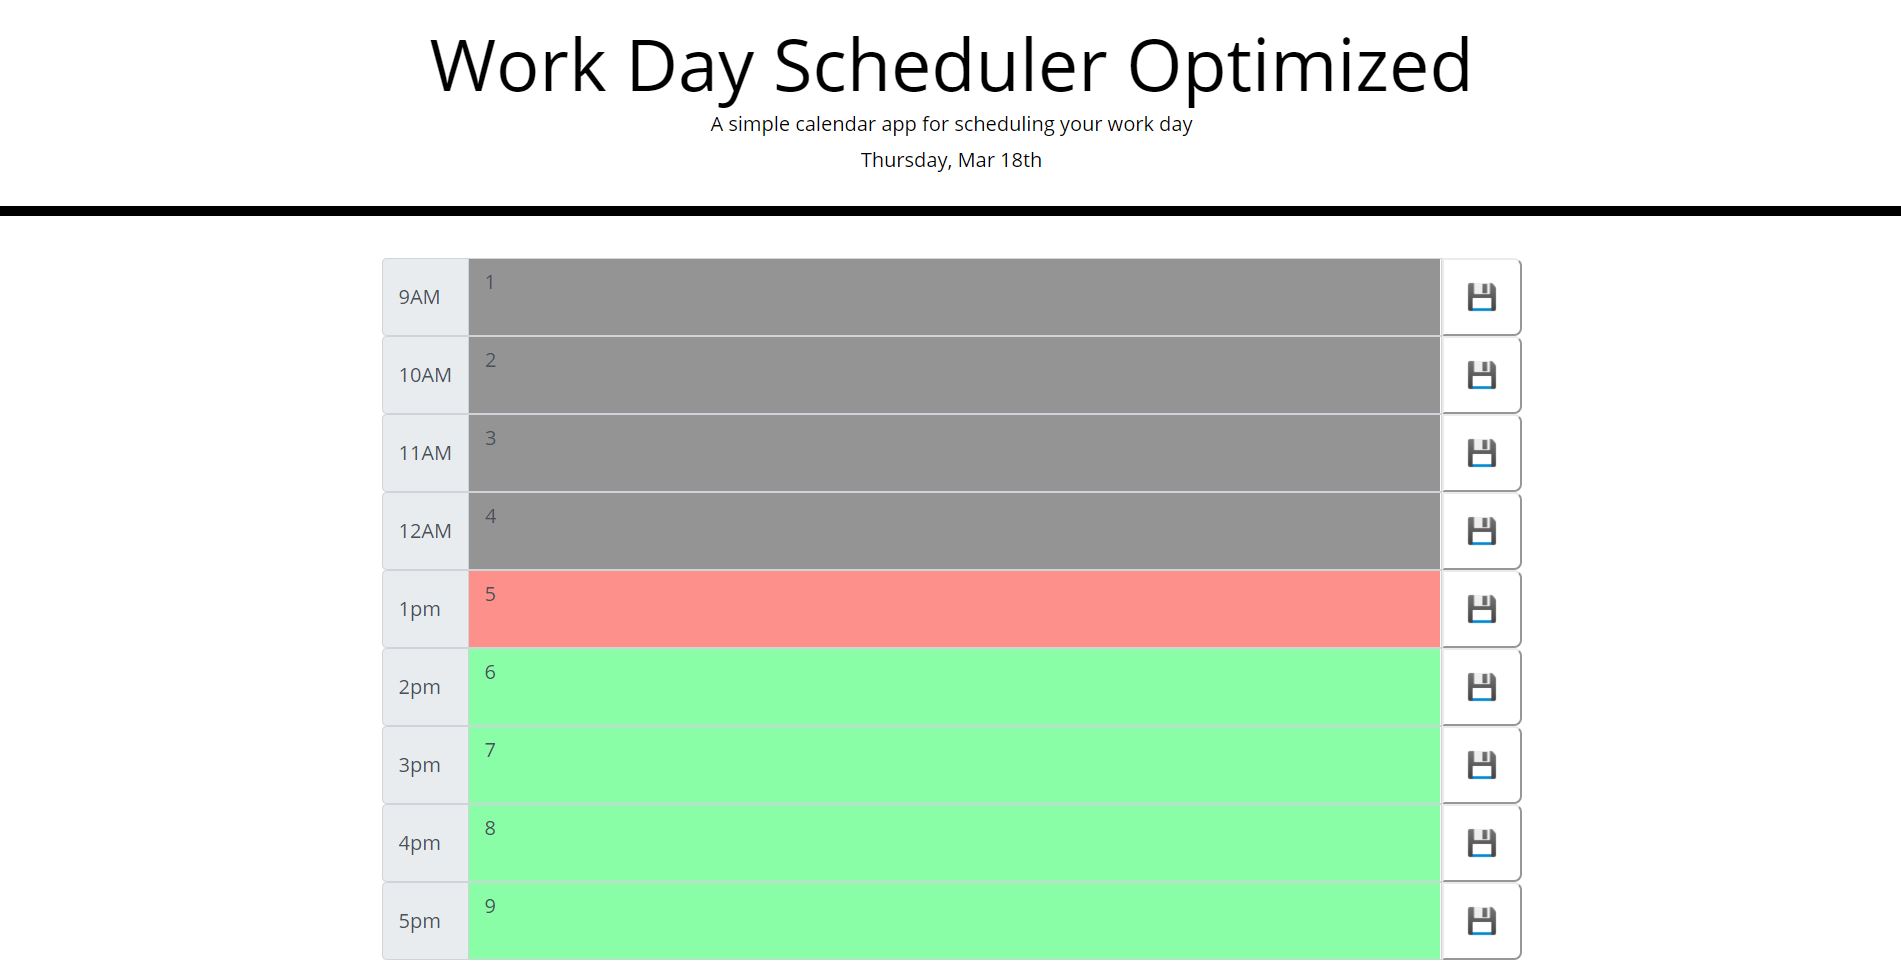 Work Day Scheduler Optimized
A simple calendar app for scheduling your work day
Thursday, Mar 18th
9AM 1
10AM 2
11AM 3
12AM 4
1pm 5
2pm 6
3pm 7
4pm 8
5pm 9